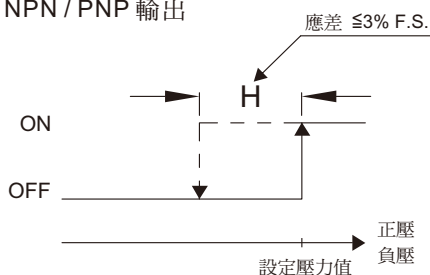 NPN / PNP 輸出
應差 ≦3% F.S.
H
ON
OFF
正壓
負壓
設定壓力值